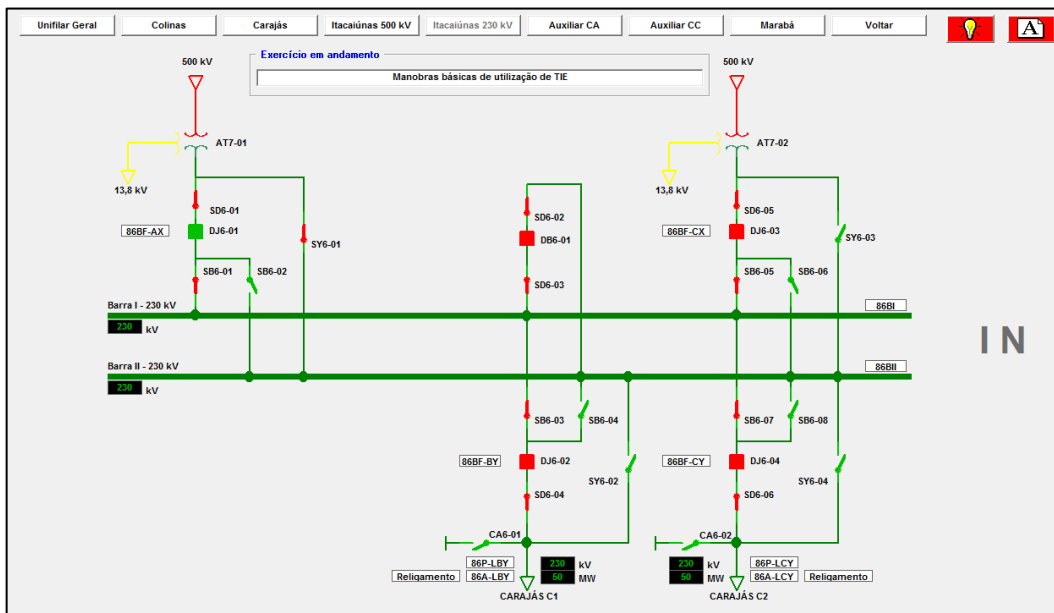 Unifilar Geral
Colinas
Carajás
Itacaiúnas 500 kV
Itacaiúnas 230 kV
Auxiliar CA
Auxiliar CC
Marabá
Voltar
A
Exercício em andamento
Manobras básicas de utilização de TIE
500 kV
500 kV
AT7-01
AT7-02
13,8 kV
13,8 kV
SD6-01
SD6-02
SD6-05
86BF-AX
DJ6-01
SY6-01
DB6-01
86BF-CX
DJ6-03
SY6-03
SB6-01
SB6-02
SD6-03
SB6-05
SB6-06
Barra I - 230 kV
86BI
230 kV
I N
Barra II - 230 kV
86BII
230 kV
SB6-03
SB6-04
SB6-07
SB6-08
86BF-BY
DJ6-02
SY6-02
86BF-CY
DJ6-04
SY6-04
SD6-04
SD6-06
CA6-01
CA6-02
86P-LBY
230 kV
230 kV
86P-LCY
Religamento
86A-LBY
50 MW
50 MW
86A-LCY
Religamento
CARAJÁS C1
CARAJÁS C2